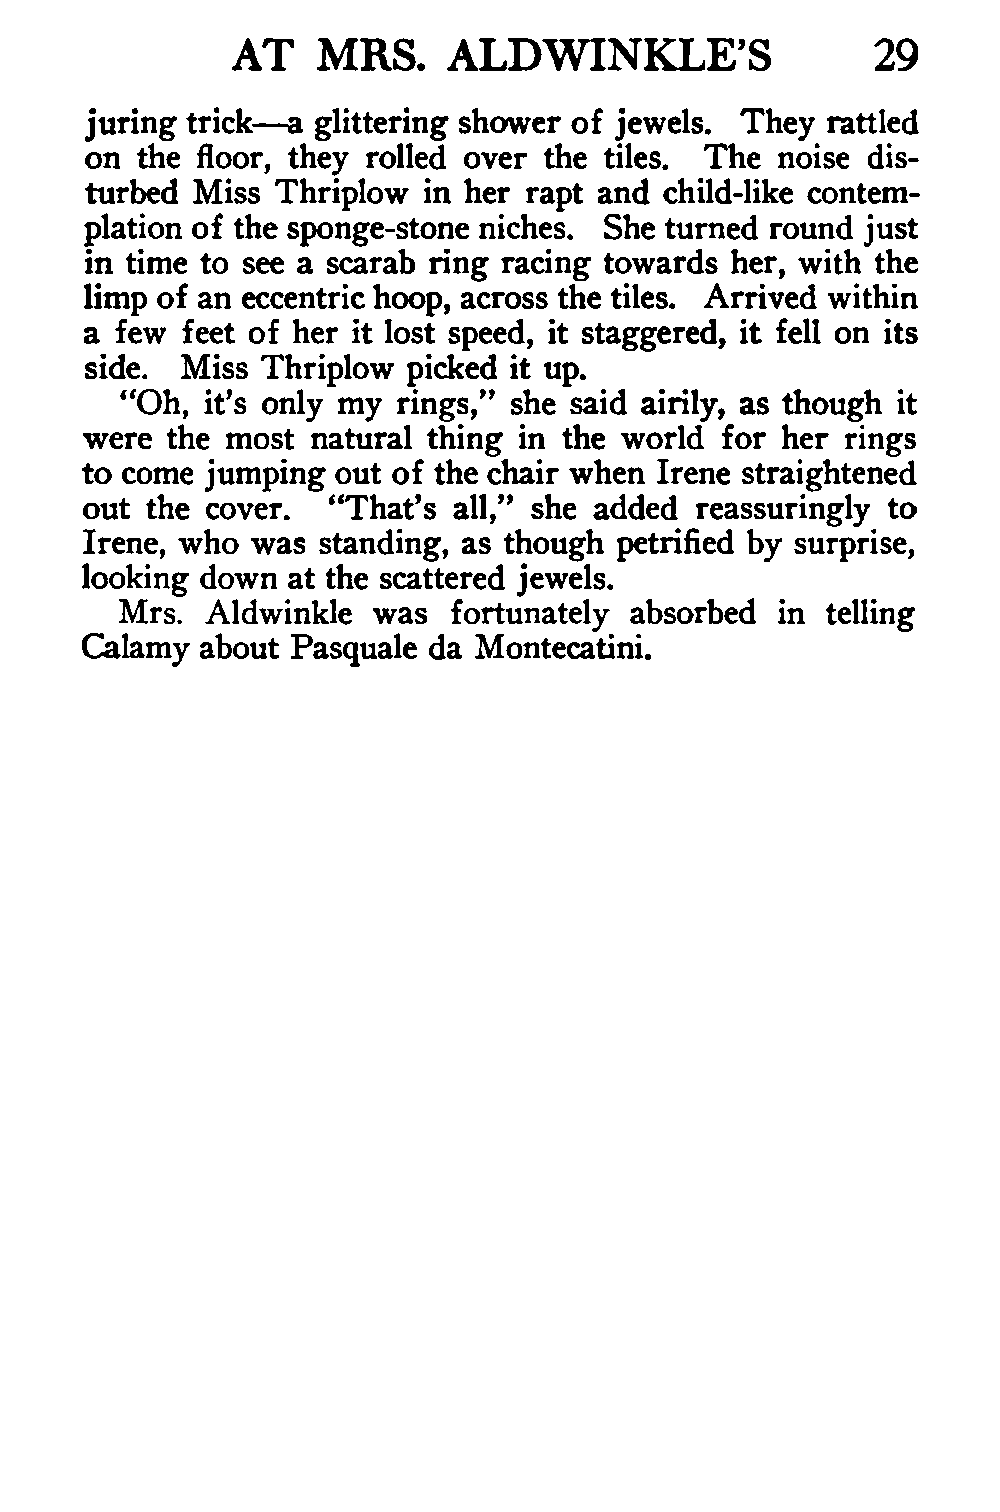 AT MRS. ALDWINKLE'S 29
juring trick—a glittering shower of jewels. They rattled
on the floor, they rolled over the tiles. The noise dis-
turbed Miss Thriplow in her rapt and child-like contem-
plation of the sponge-stone niches. She turned round just
in time to see a scarab ring racing towards her, with the
limp of an eccentric hoop, across the tiles. Arrived within
a few feet of her it lost speed, it staggered, it fell on its
side. Miss Thriplow picked it up.
“Oh, it's only my rings,” she said airily, as though it
were the most natural thing in the world for her rings
to come jumping out of the chair when Irene straightened
out the cover. “That's all,” she added reassuringly to
Irene, who was standing, as though petrified by surprise,
looking down at the scattered jewels.
Mrs. Aldwinkle was fortunately absorbed in telling
Calamy about Pasquale da Montecatini.